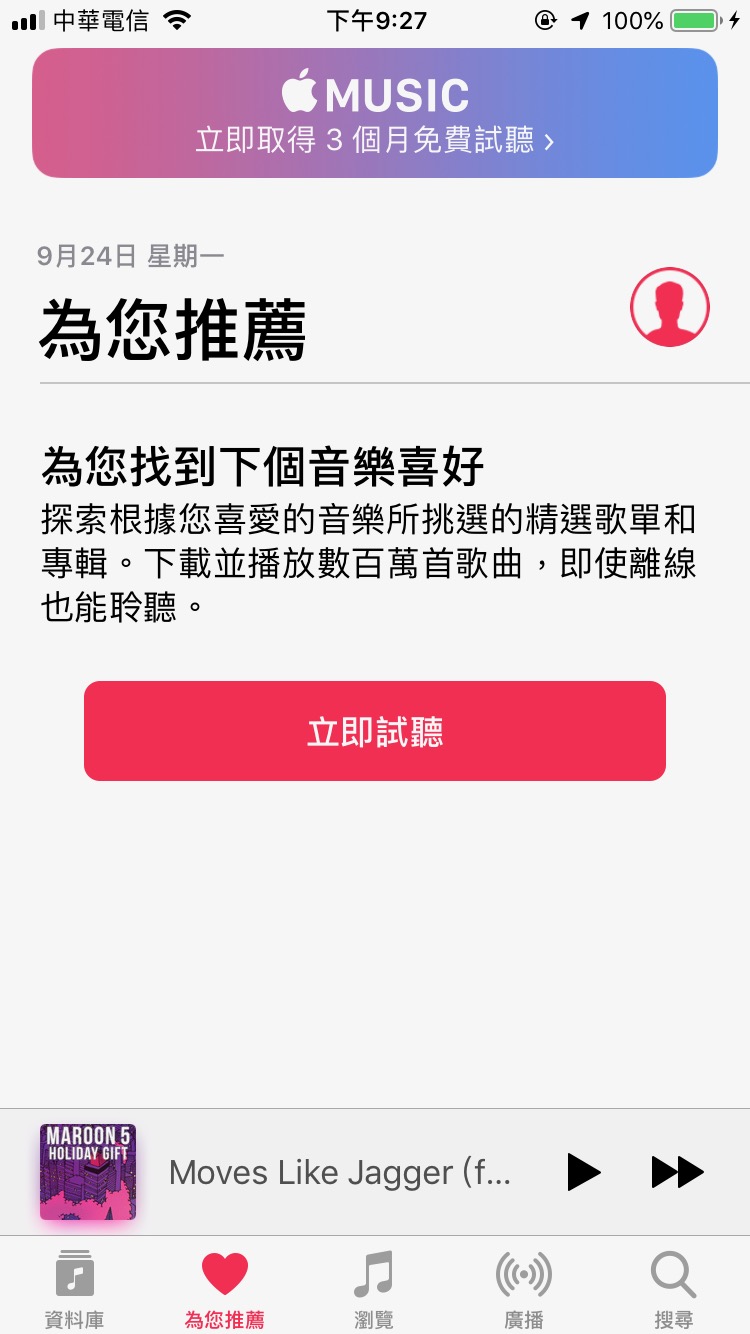 中華電信
下午9:27
100%
MUSIC
立即取得 3 個月免費試聽 ›
9月24日 星期一
為您推薦
為您找到下個音樂喜好
探索根據您喜愛的音樂所挑選的精選歌單和
專輯。下載並播放數百萬首歌曲，即使離線
也能聆聽。
立即試聽
MAROON 5
HOLIDAY GIFT
Moves Like Jagger (f...
資料庫
為您推薦
瀏覽
廣播
搜尋